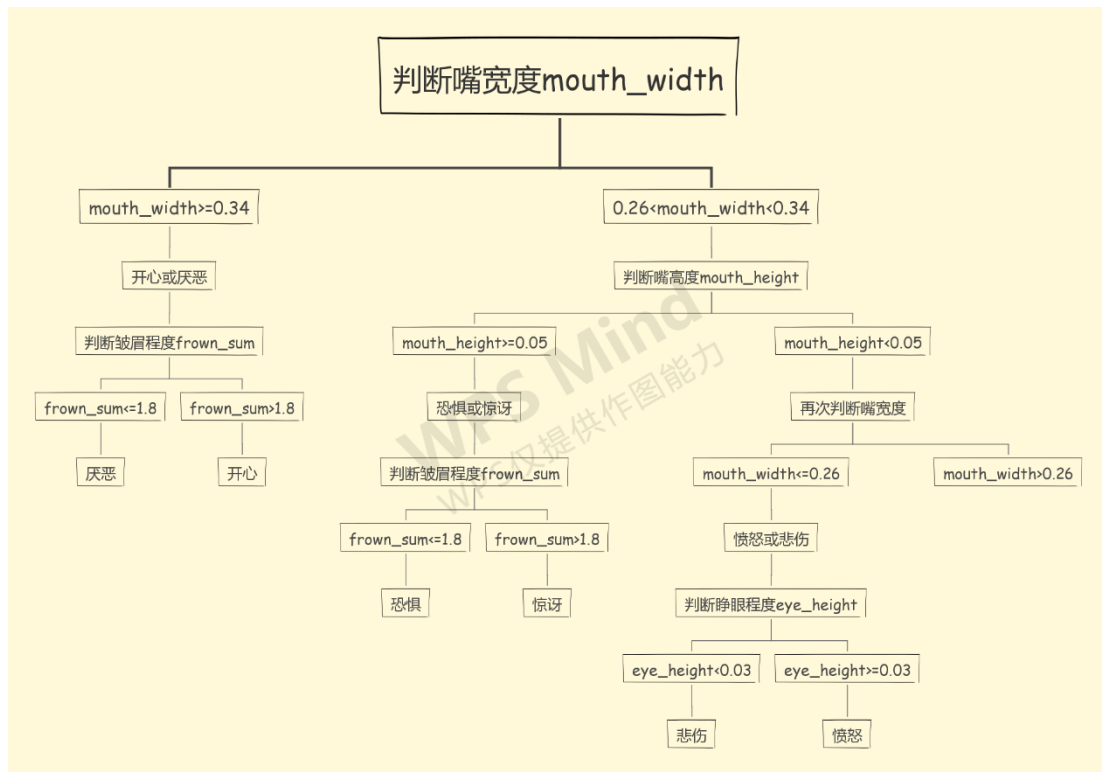 判断嘴宽度mouth_width
mouth_width>=0.34
0.26<mouth_width<0.34
开心或厌恶
判断嘴高度mouth_height
判断皱眉程度frown_sum
mouth_height>=0.05
mouth_height<0.05
frown_sum<=1.8
frown_sum>1.8
恐惧或惊讶
再次判断嘴宽度
厌恶
开心
判断皱眉程度frown_sum
mouth_width<=0.26
mouth_width>0.26
frown_sum<=1.8
frown_sum>1.8
愤怒或悲伤
恐惧
惊讶
判断睁眼程度eye_height
eye_height<0.03
eye_height>=0.03
悲伤
愤怒
WPS Mind
WPS仅提供作图能力